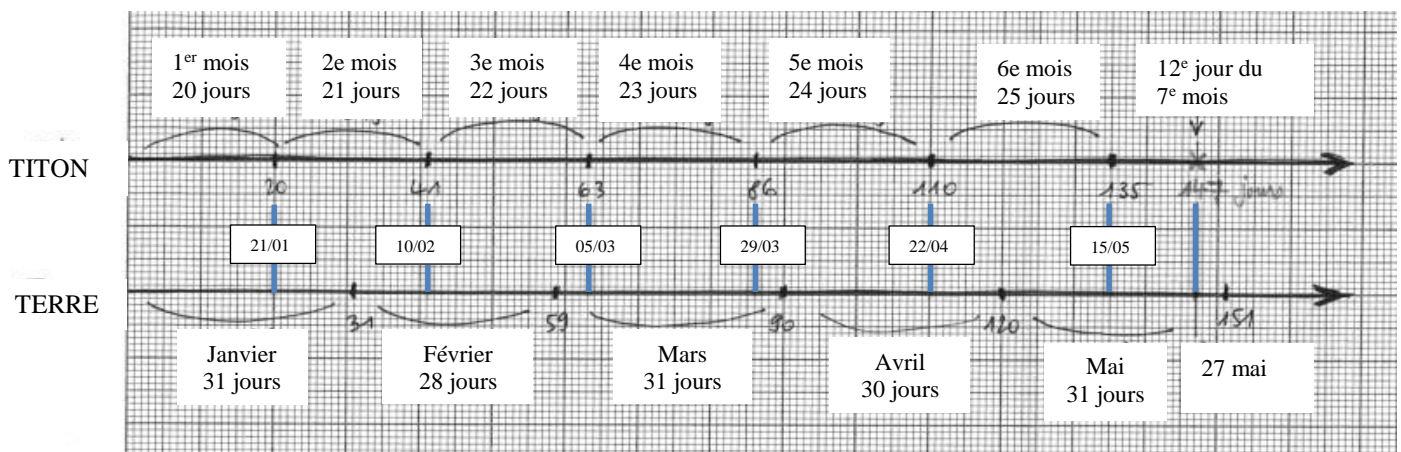 1er mois
20 jours
2e mois
21 jours
3e mois
22 jours
4e mois
23 jours
5e mois
24 jours
6e mois
25 jours
12e jour du
7e mois
TITON
20 41 63 86 110 135 147 jours
21/01 10/02 05/03 29/03 22/04 15/05
TERRE
31 59 90 120 151
Janvier
31 jours
Février
28 jours
Mars
31 jours
Avril
30 jours
Mai
31 jours
27 mai